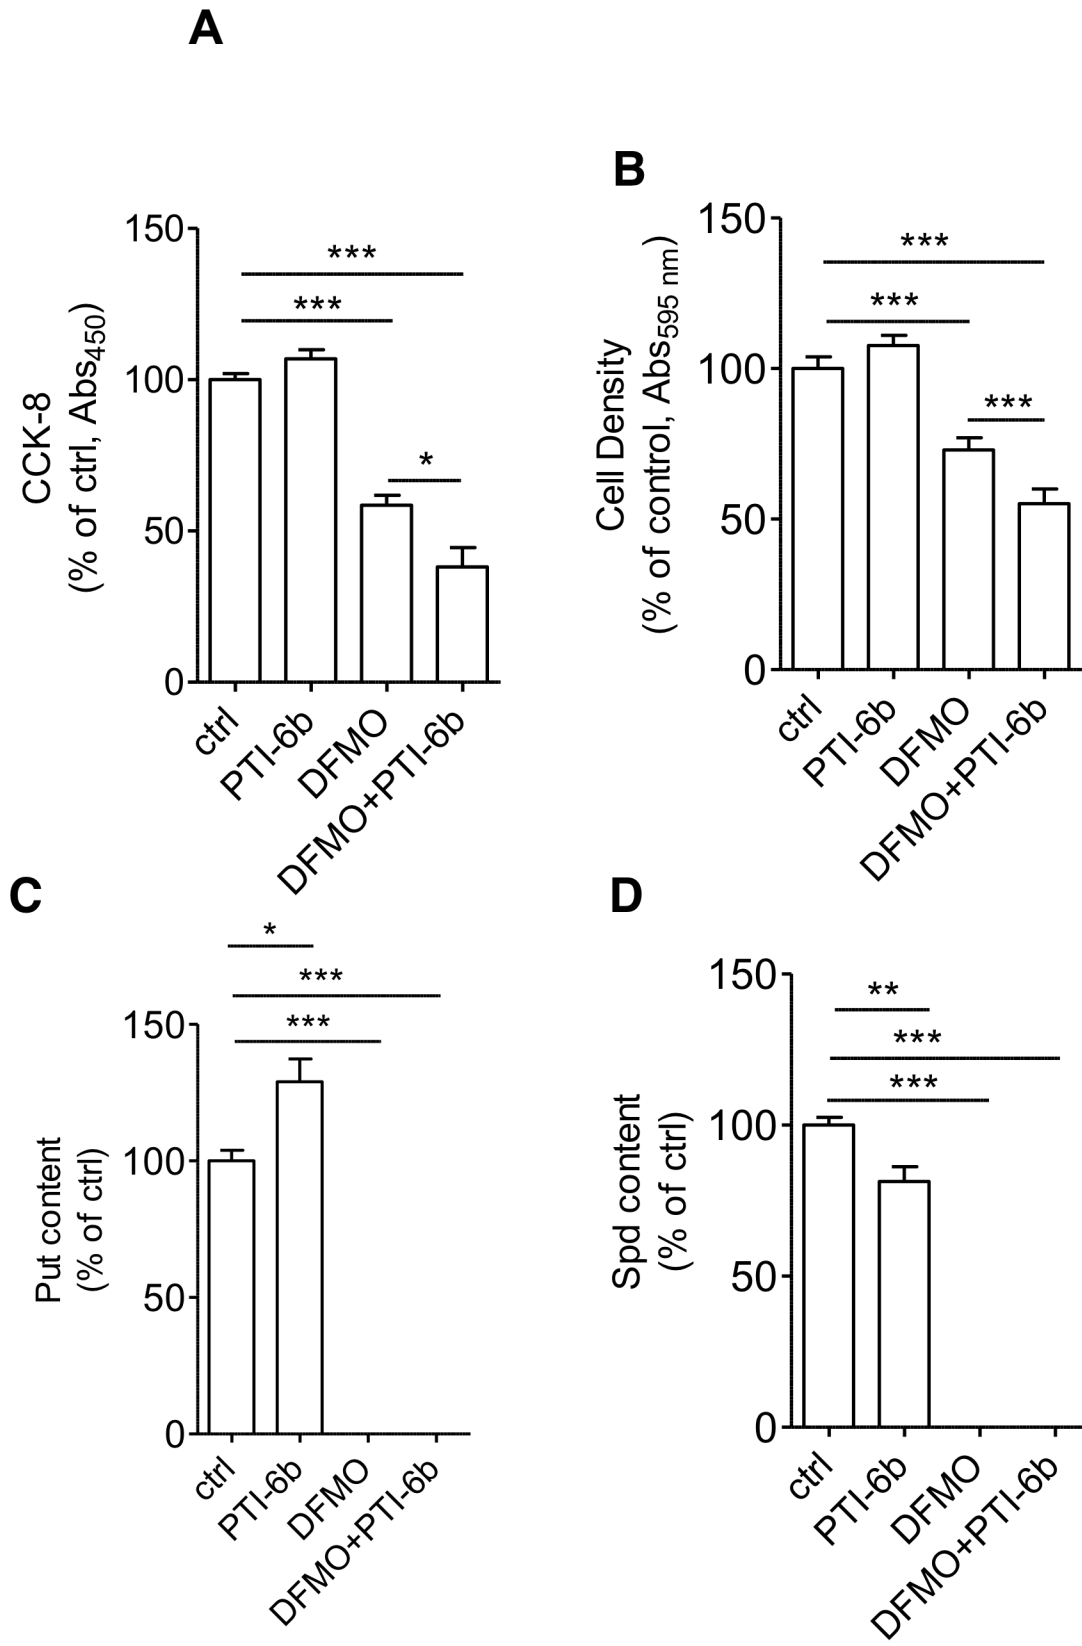 A
CCK-8
(% of ctrl, Abs450)
150
100
50
0
***
***
*
ctrl
PTI-6b
DFMO
DFMO+PTI-6b
B
Cell Density
(% of control, Abs595 nm)
150
100
50
0
***
***
***
ctrl
PTI-6b
DFMO
DFMO+PTI-6b
C
Put content
(% of ctrl)
*
***
***
150
100
50
0
ctrl
PTI-6b
DFMO
DFMO+PTI-6b
D
Spd content
(% of ctrl)
150
100
50
0
**
***
***
ctrl
PTI-6b
DFMO
DFMO+PTI-6b